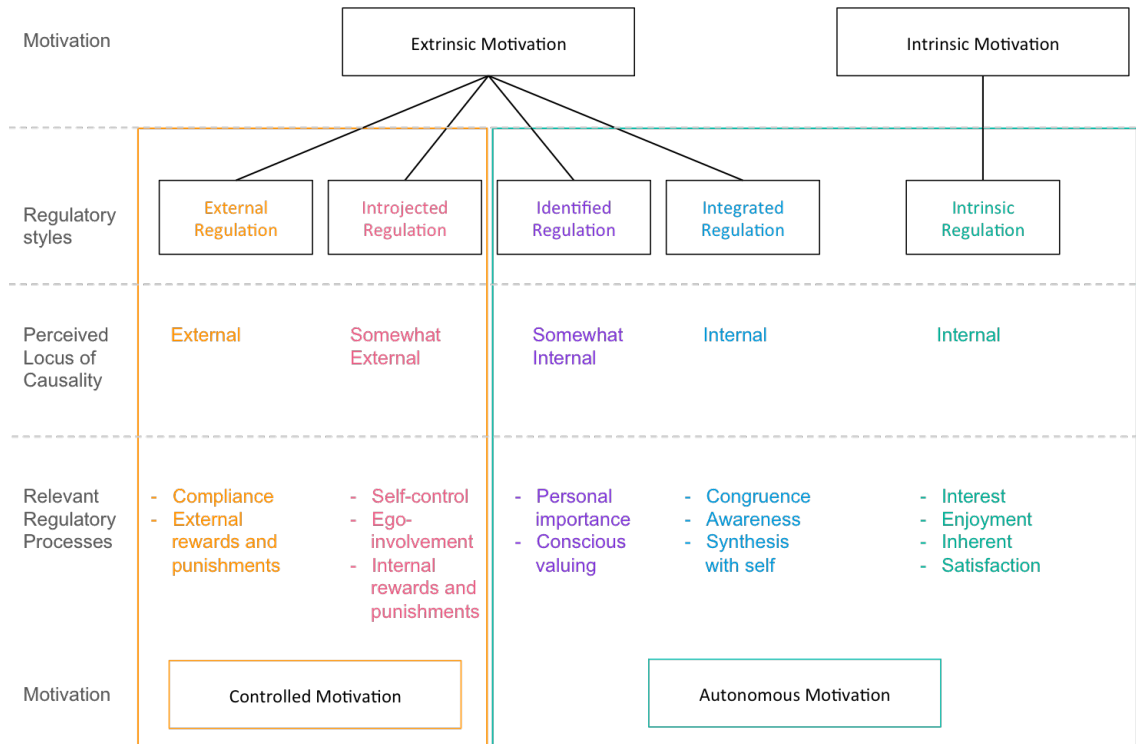 Motivation
Extrinsic Motivation
Intrinsic Motivation
Regulatory
styles
External
Regulation
Introjected
Regulation
Identified
Regulation
Integrated
Regulation
Intrinsic
Regulation
Perceived
Locus of
Causality
External
Somewhat
External
Somewhat
Internal
Internal
Internal
Relevant
Regulatory
Processes
- Compliance
- External
rewards and
punishments
- Self-control
- Ego-
involvement
- Internal
rewards and
punishments
- Personal
importance
- Conscious
valuing
- Congruence
- Awareness
- Synthesis
with self
- Interest
- Enjoyment
- Inherent
- Satisfaction
Motivation
Controlled Motivation
Autonomous Motivation